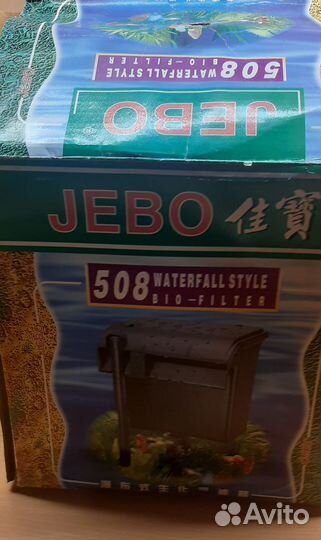 BIO-FILTER
508 WATERFALL STYLE
JEBO
JEBO 佳寶
508 WATERFALL STYLE
BIO-FILTER
Avito